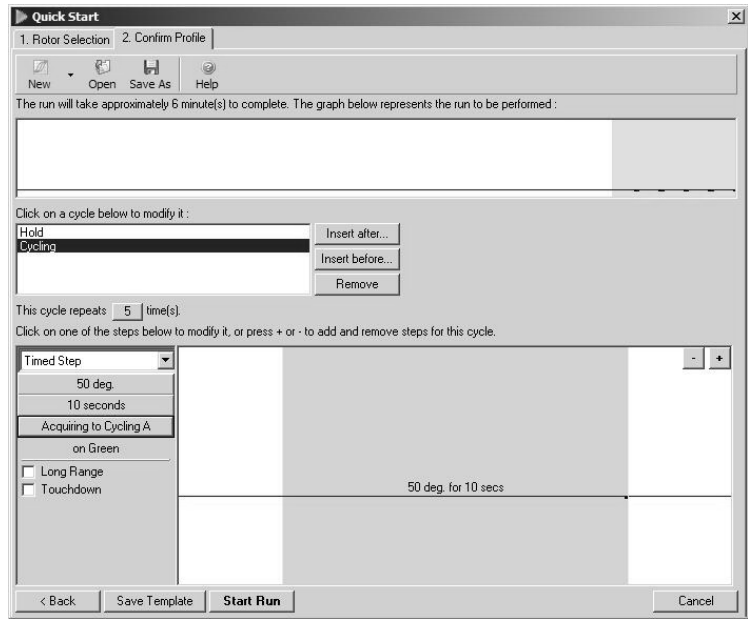 Quick Start
1. Rotor Selection 2. Confirm Profile
New Open Save As Help
The run will take approximately 6 minute(s) to complete. The graph below represents the run to be performed :
Click on a cycle below to modify it :
Hold
Cycling
Insert after...
Insert before...
Remove
This cycle repeats 5 time(s).
Click on one of the steps below to modify it, or press + or - to add and remove steps for this cycle.
Timed Step
- +
50 deg.
10 seconds
Acquiring to Cycling A
on Green
Long Range
Touchdown
50 deg. for 10 secs
< Back Save Template Start Run Cancel